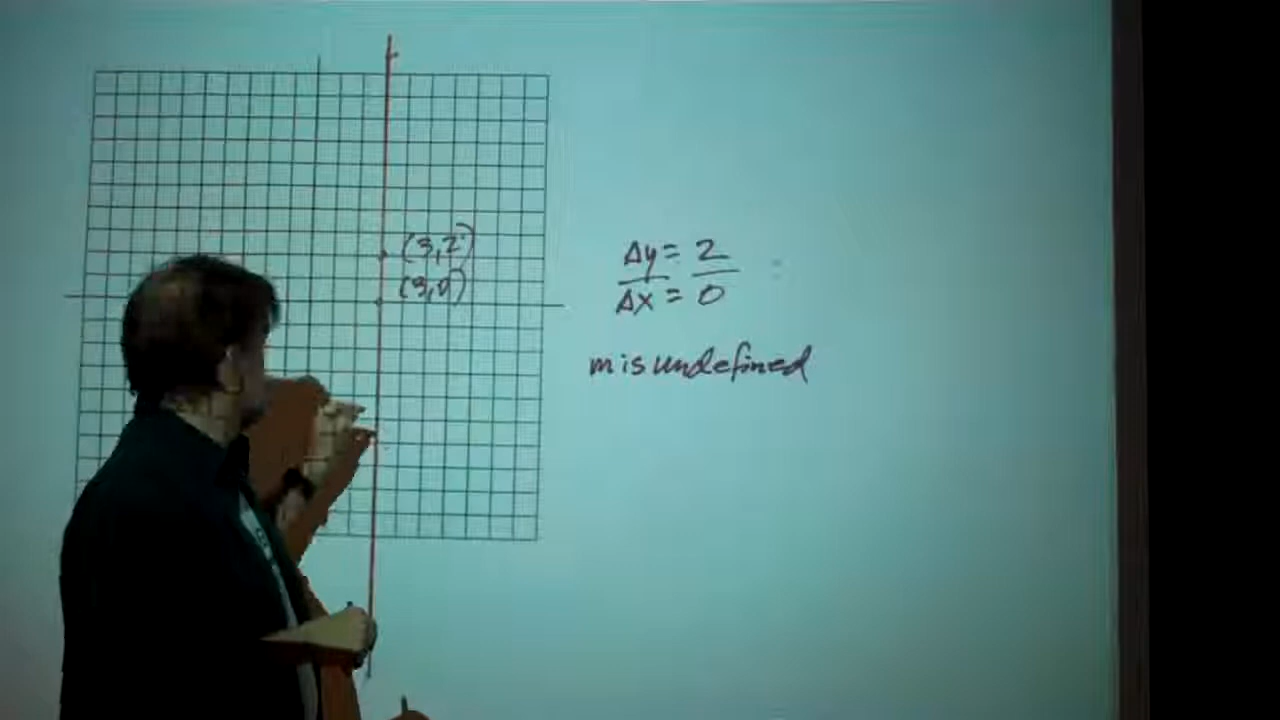 (3,2)
(3,0)
Δy = 2
Δx = 0
m is undefined